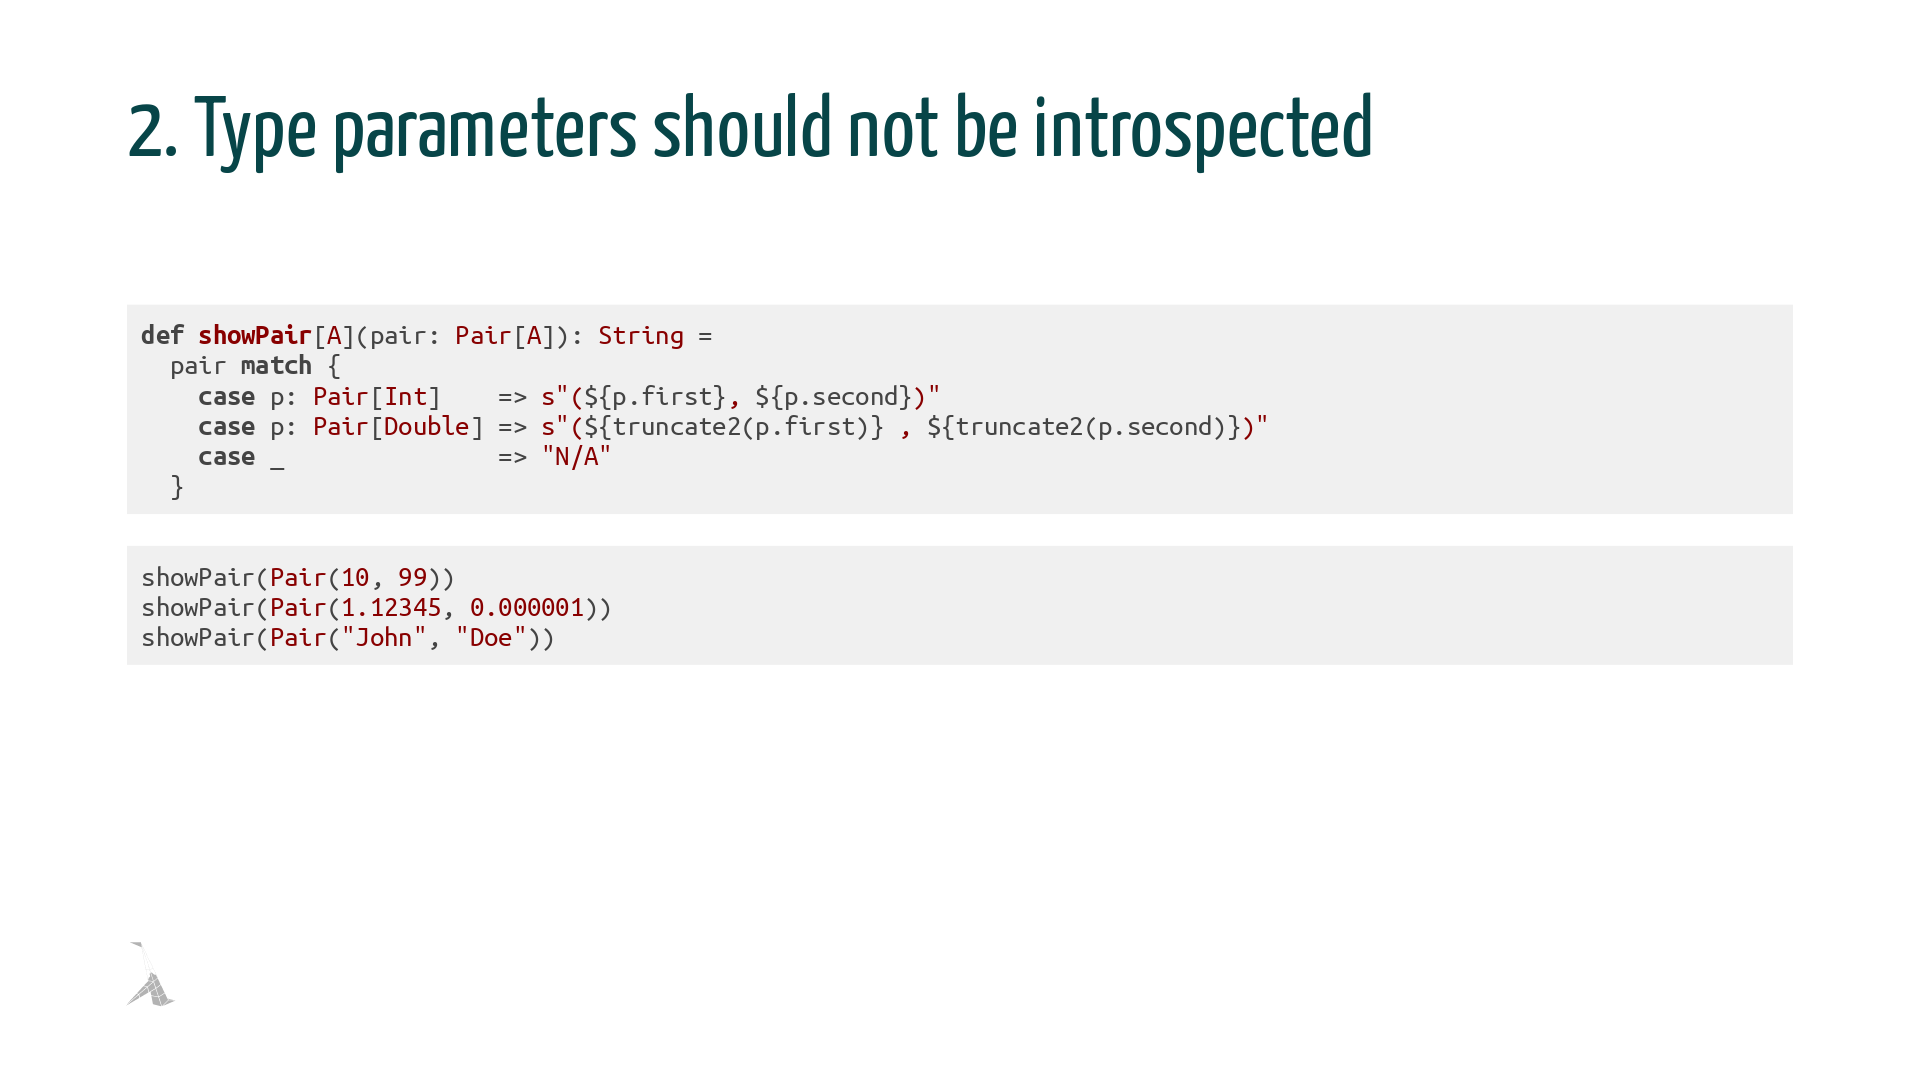 2. Type parameters should not be introspected
def showPair[A](pair: Pair[A]): String =
  pair match {
    case p: Pair[Int]    => s"(${p.first}, ${p.second})"
    case p: Pair[Double] => s"(${truncate2(p.first)} , ${truncate2(p.second)})"
    case _               => "N/A"
  }
showPair(Pair(10, 99))
showPair(Pair(1.12345, 0.000001))
showPair(Pair("John", "Doe"))